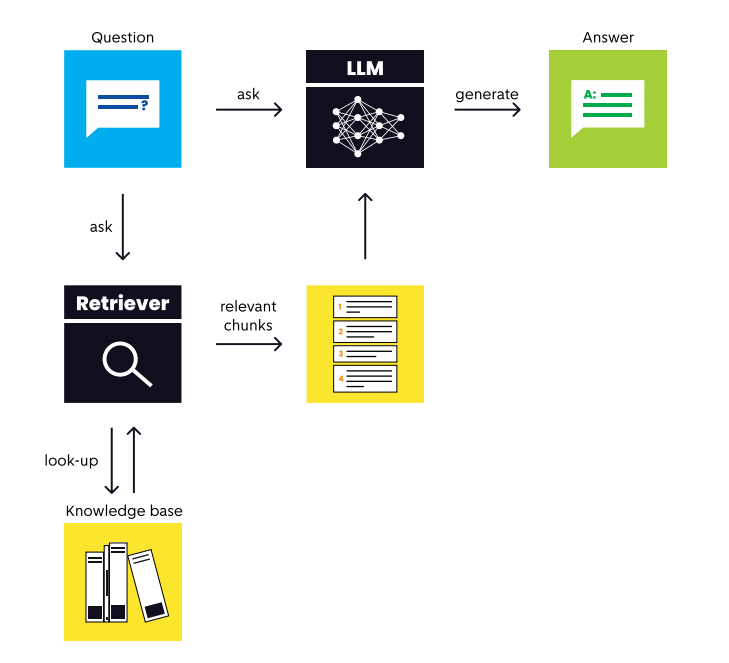 Question
Answer
?
ask
LLM
generate
A:
ask
Retriever
relevant
chunks
1
2
3
4
look-up
Knowledge base